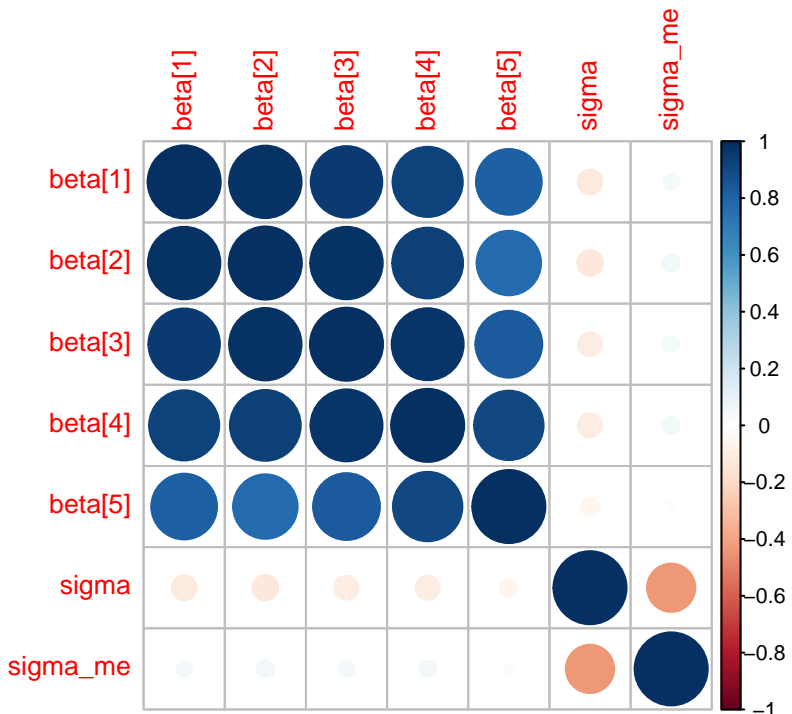 beta[1]
beta[2]
beta[3]
beta[4]
beta[5]
sigma
sigma_me
beta[1]
beta[2]
beta[3]
beta[4]
beta[5]
sigma
sigma_me
1
0.8
0.6
0.4
0.2
0
−0.2
−0.4
−0.6
−0.8
−1